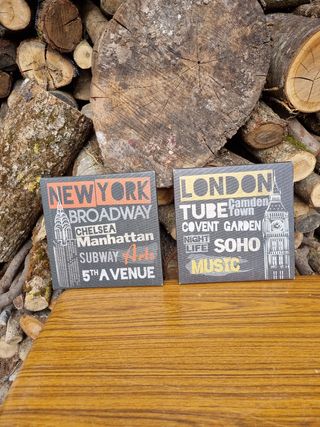 NEW YORK
BROADWAY
CHELSEA
Manhattan
SUBWAY Arts
5TH AVENUE
LONDON
TUBE Camden Town
COVENT GARDEN
NIGHT LIFE SOHO
MUSIC